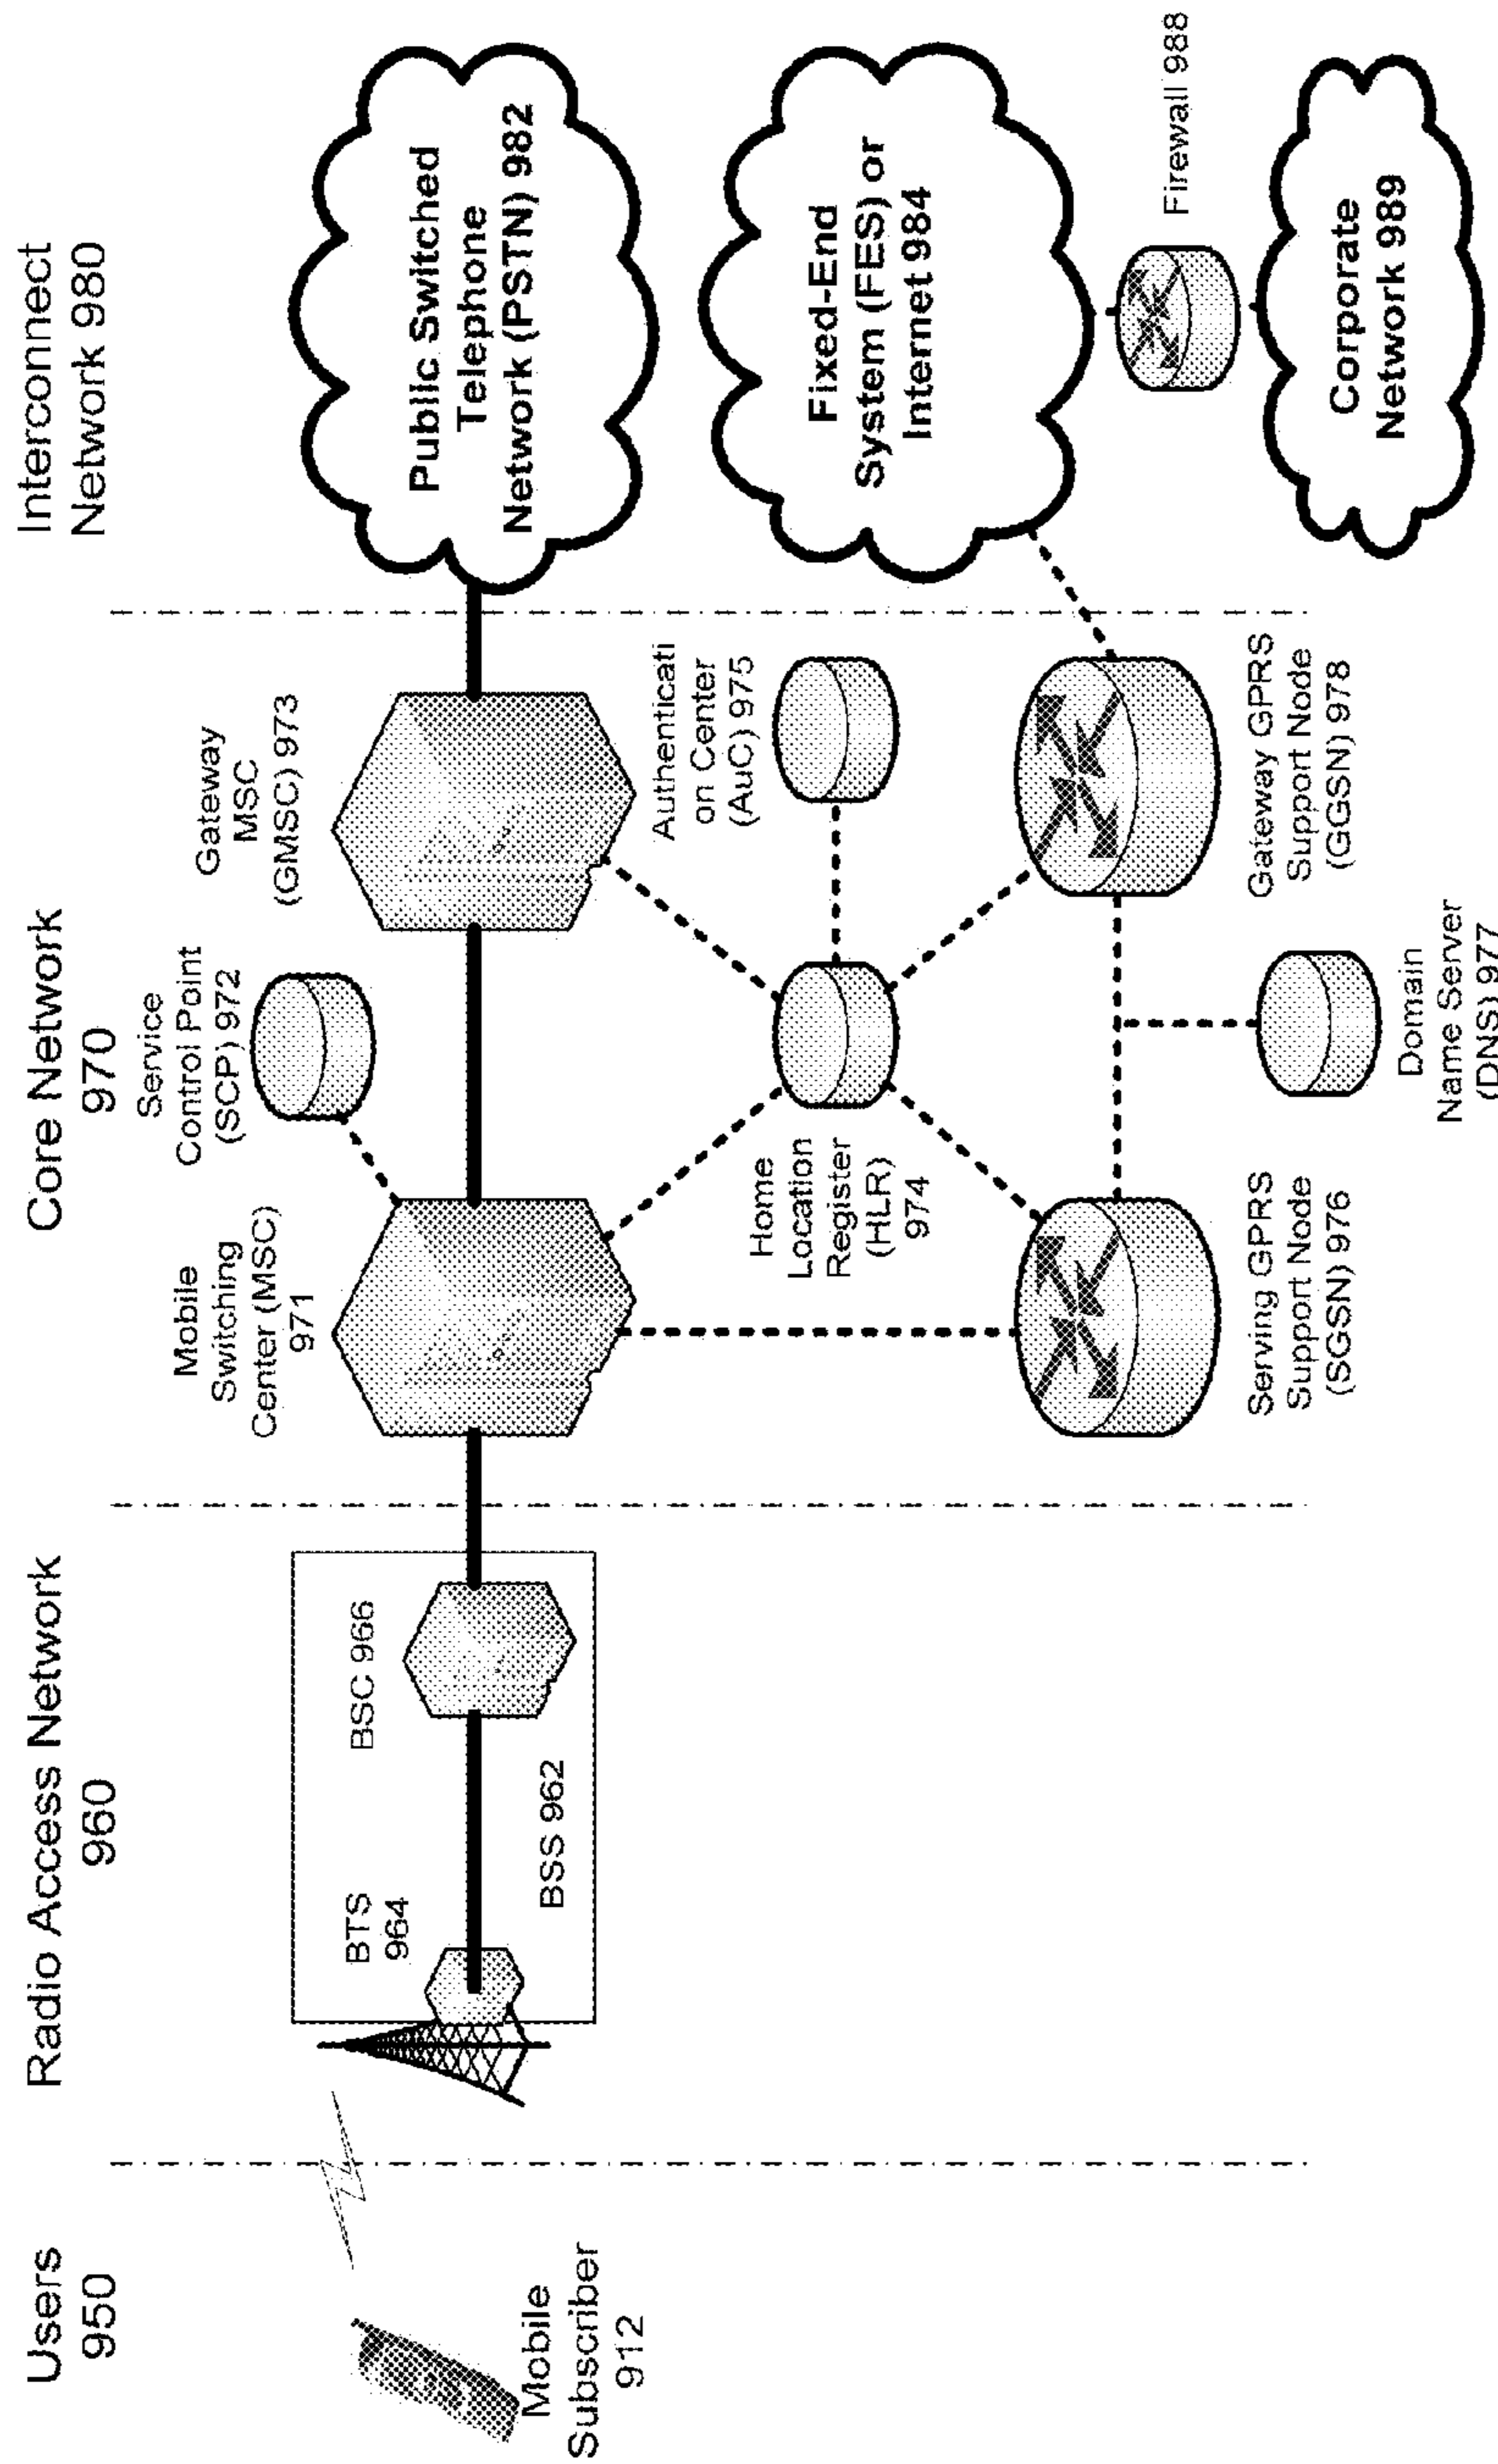 Users
950
Radio Access Network
960
Core Network
970
Interconnect
Network 980
Mobile
Subscriber
912
BTS
964
BSC 966
BSS 962
Mobile
Switching
Center (MSC)
971
Service
Control Point
(SCP) 972
Gateway
MSC
(GMSC) 973
Home
Location
Register
(HLR)
974
Authenticati
on Center
(AuC) 975
Serving GPRS
Support Node
(SGSN) 976
Domain
Name Server
(DNS) 977
Gateway GPRS
Support Node
(GGSN) 978
Public Switched
Telephone
Network (PSTN) 982
Fixed-End
System (FES) or
Internet 984
Firewall 988
Corporate
Network 989